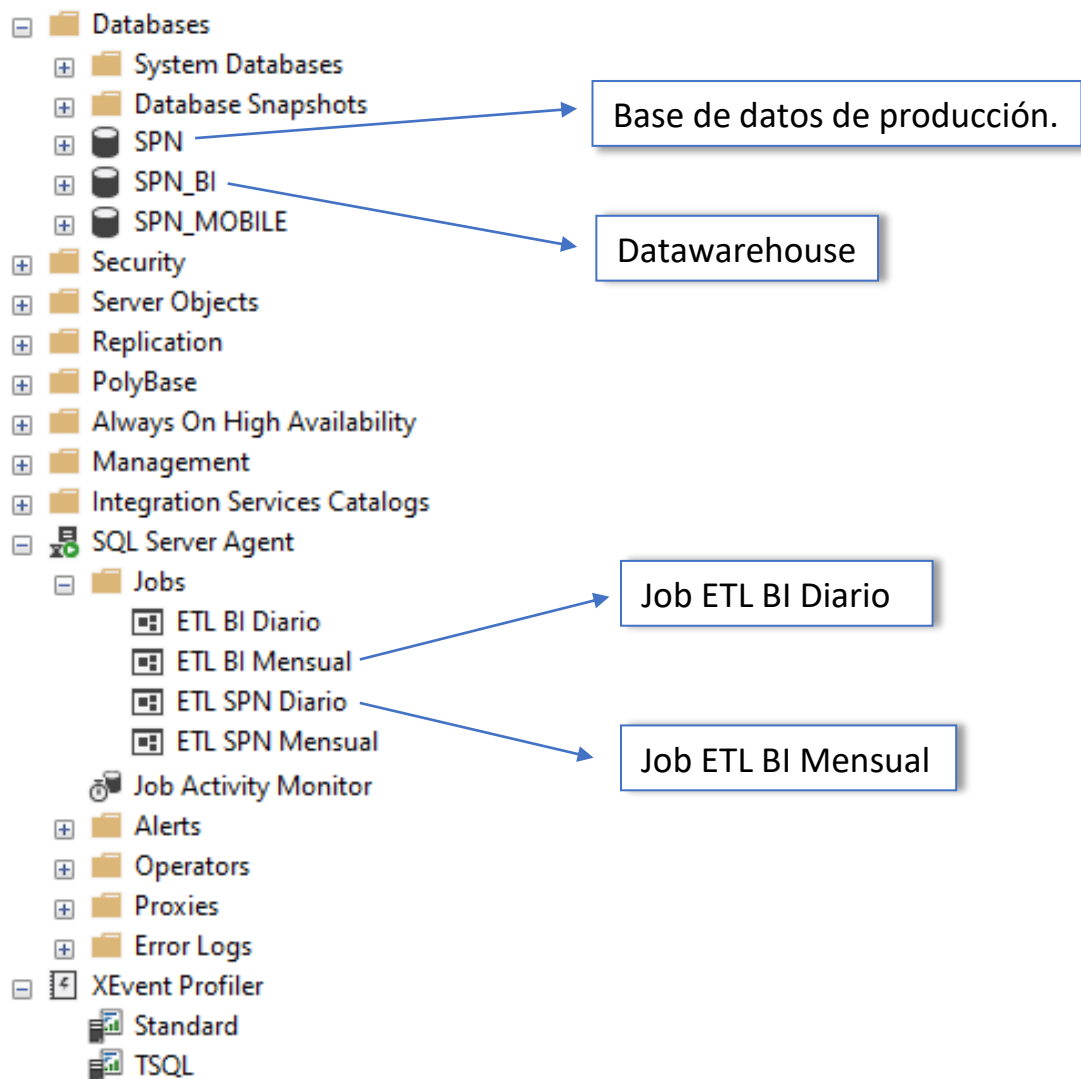 Databases
System Databases
Database Snapshots
Base de datos de producción.
SPN
SPN_BI
SPN_MOBILE
Datawarehouse
Security
Server Objects
Replication
PolyBase
Always On High Availability
Management
Integration Services Catalogs
SQL Server Agent
Jobs
Job ETL BI Diario
ETL BI Diario
ETL BI Mensual
ETL SPN Diario
ETL SPN Mensual
Job ETL BI Mensual
Job Activity Monitor
Alerts
Operators
Proxies
Error Logs
XEvent Profiler
Standard
TSQL